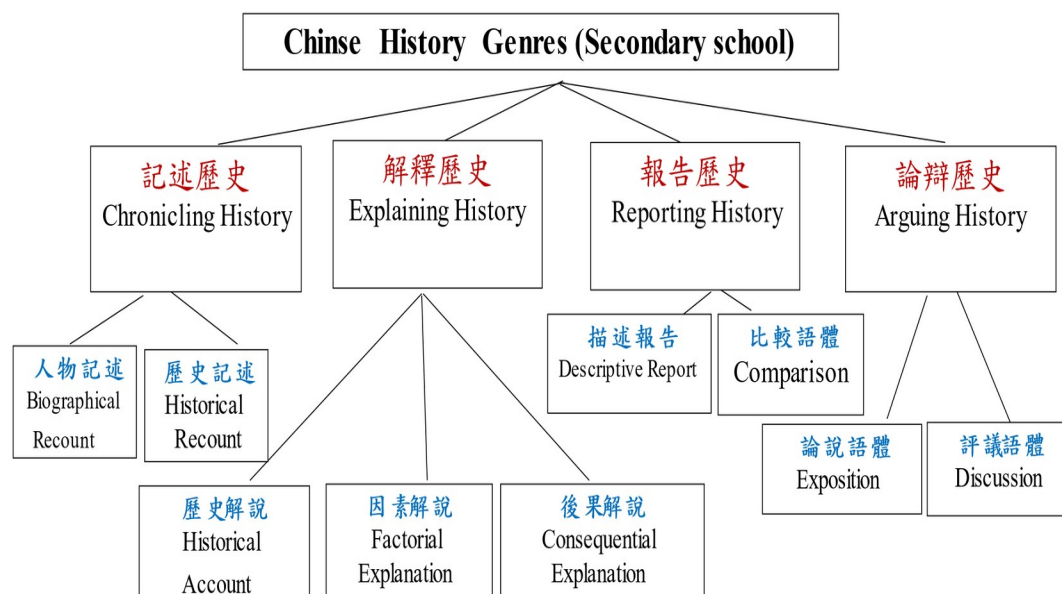 Chinse History Genres (Secondary school)
記述歷史
Chronicling History
解釋歷史
Explaining History
報告歷史
Reporting History
論辯歷史
Arguing History
人物記述
Biographical
Recount
歷史記述
Historical
Recount
描述報告
Descriptive Report
比較語體
Comparison
論說語體
Exposition
評議語體
Discussion
歷史解說
Historical
Account
因素解說
Factorial
Explanation
後果解說
Consequential
Explanation